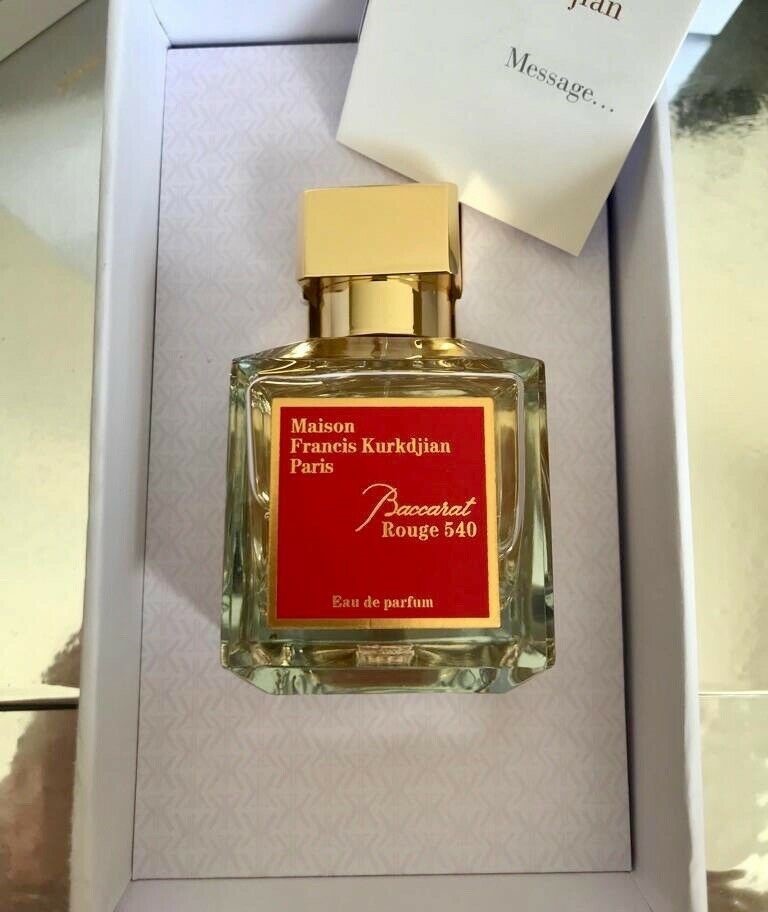 Message...
Maison
Francis Kurkdjian
Paris
Baccarat
Rouge 540
Eau de parfum